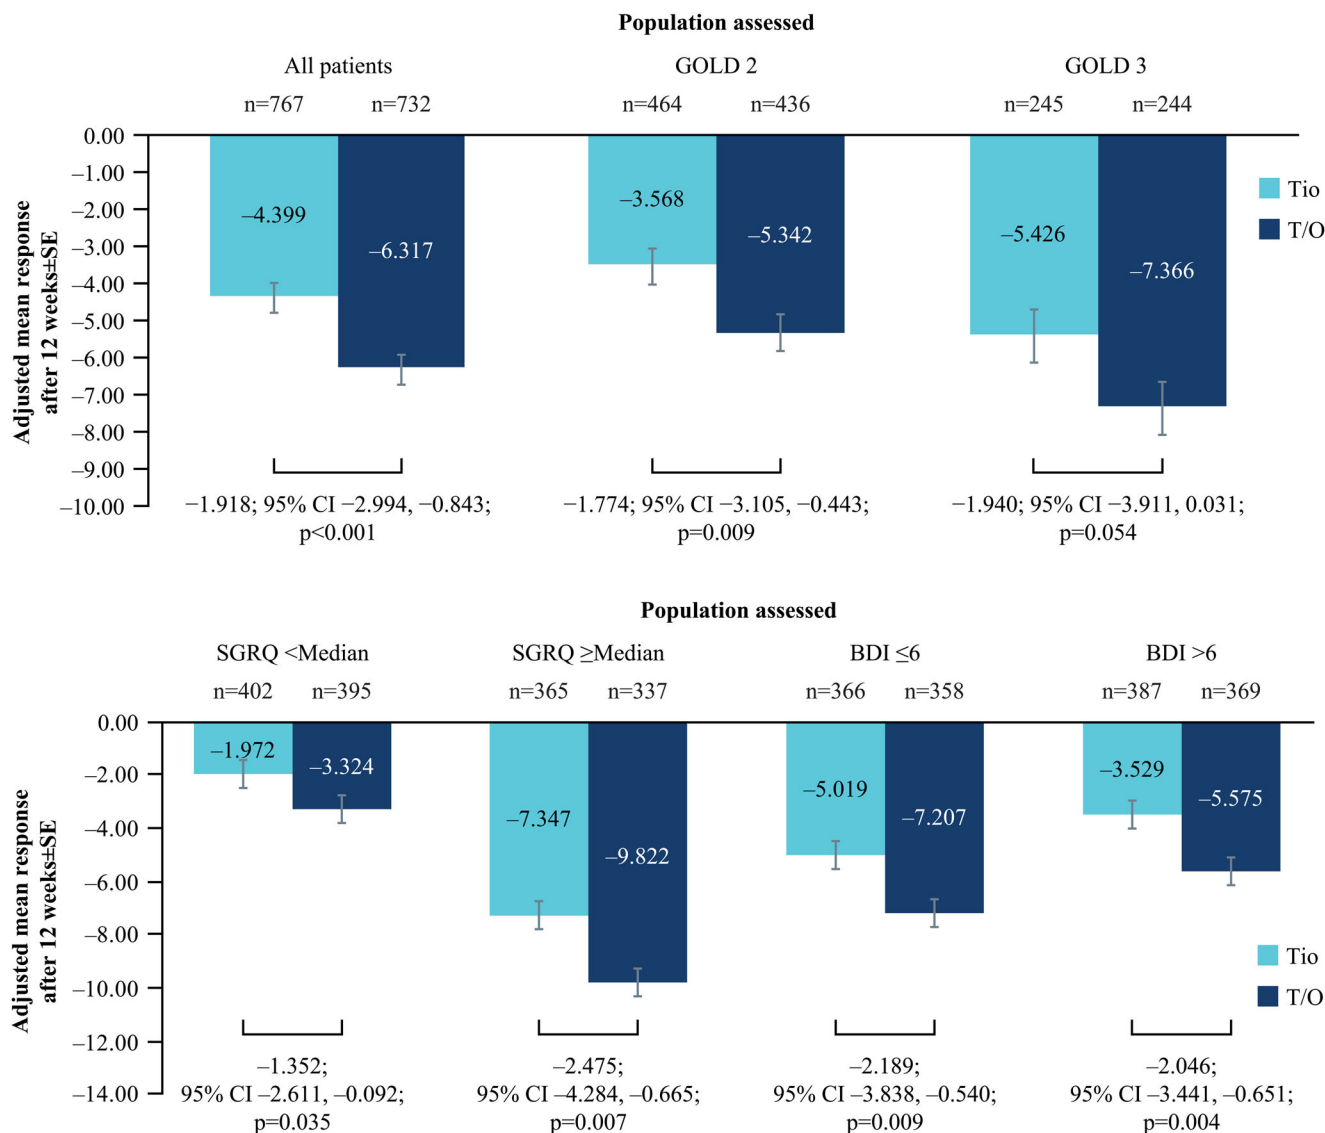 Population assessed
All patients
GOLD 2
GOLD 3
n=767
n=732
n=464
n=436
n=245
n=244
Adjusted mean response
after 12 weeks±SE
0.00
–1.00
–2.00
–3.00
–4.00
–5.00
–6.00
–7.00
–8.00
–9.00
–10.00
–4.399
–6.317
–3.568
–5.342
–5.426
–7.366
Tio
T/O
–1.918; 95% CI –2.994, –0.843;
p<0.001
–1.774; 95% CI –3.105, –0.443;
p=0.009
–1.940; 95% CI –3.911, 0.031;
p=0.054
Population assessed
SGRQ <Median
SGRQ ≥Median
BDI ≤6
BDI >6
n=402
n=395
n=365
n=337
n=366
n=358
n=387
n=369
Adjusted mean response
after 12 weeks±SE
0.00
–2.00
–4.00
–6.00
–8.00
–10.00
–12.00
–14.00
–1.972
–3.324
–7.347
–9.822
–5.019
–7.207
–3.529
–5.575
Tio
T/O
–1.352;
95% CI –2.611, –0.092;
p=0.035
–2.475;
95% CI –4.284, –0.665;
p=0.007
–2.189;
95% CI –3.838, –0.540;
p=0.009
–2.046;
95% CI –3.441, –0.651;
p=0.004